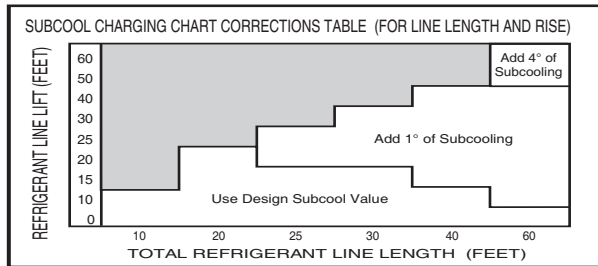 SUBCOOL CHARGING CHART CORRECTIONS TABLE (FOR LINE LENGTH AND RISE)
REFRIGERANT LINE LIFT (FEET)
60
50
40
30
25
20
15
10
0
Add 4° of
Subcooling
Add 1° of Subcooling
Use Design Subcool Value
10 20 25 30 40 60
TOTAL REFRIGERANT LINE LENGTH (FEET)